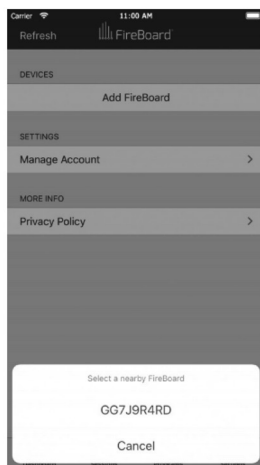 Carrier 11:00 AM
Refresh FireBoard
DEVICES
Add FireBoard
SETTINGS
Manage Account >
MORE INFO
Privacy Policy >
Select a nearby FireBoard
GG7J9R4RD
Cancel